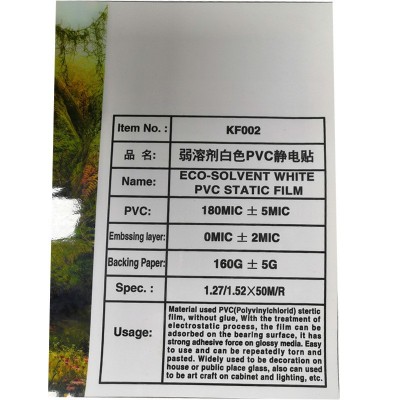 Item No.: KF002
品 名: 弱溶剂白色PVC静电贴
Name: ECO-SOLVENT WHITE
PVC STATIC FILM
PVC: 180MIC ± 5MIC
Embssing layer: 0MIC ± 2MIC
Backing Paper: 160G ± 5G
Spec. : 1.27/1.52×50M/R
Usage:
Material used PVC(Polyvinylchlorid) stertic
film, without glue, With the treatment of
electrostatic process, the film can be
adsorbed on the bearing surface, it has
strong adhesive force on glossy media. Easy
to use and can be repeatedly torn and
pasted. Widely used to be decoration on
house or public place glass, also can used
to be art craft on cabinet and lighting, etc.